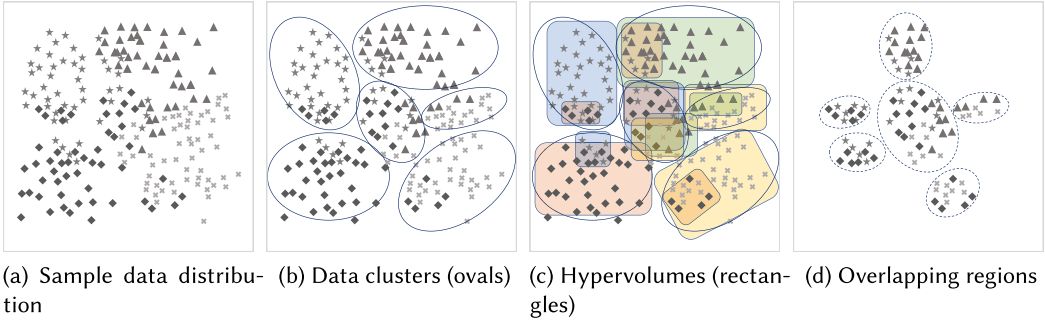 (a) Sample data distribu-
tion
(b) Data clusters (ovals)
(c) Hypervolumes (rectan-
gles)
(d) Overlapping regions